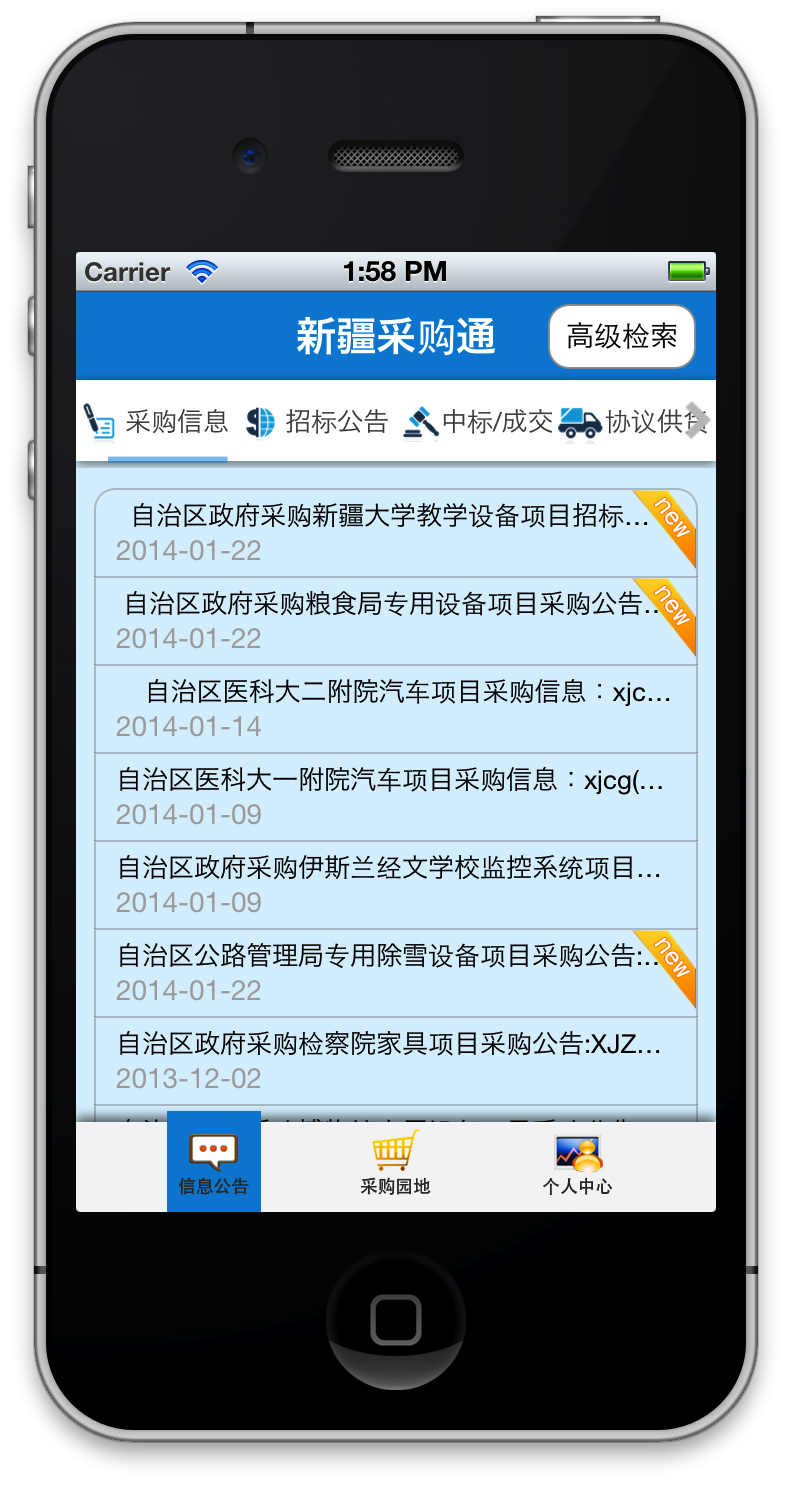 Carrier 1:58 PM
新疆采购通 高级检索
采购信息 招标公告 中标/成交 协议供货
自治区政府采购新疆大学教学设备项目招标... new
2014-01-22
自治区政府采购粮食局专用设备项目采购公告... new
2014-01-22
自治区医科大二附院汽车项目采购信息：xjc...
2014-01-14
自治区医科大一附院汽车项目采购信息：xjcg(...
2014-01-09
自治区政府采购伊斯兰经文学校监控系统项目...
2014-01-09
自治区公路管理局专用除雪设备项目采购公告:... new
2014-01-22
自治区政府采购检察院家具项目采购公告:XJZ...
2013-12-02
信息公告 采购园地 个人中心